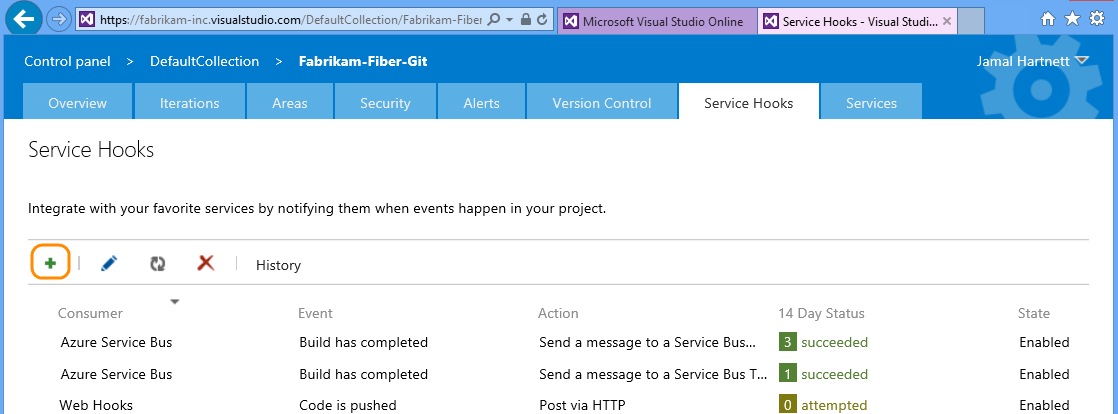 https://fabrikam-inc.visualstudio.com/DefaultCollection/Fabrikam-Fiber
Microsoft Visual Studio Online
Service Hooks - Visual Studi...
Control panel > DefaultCollection > Fabrikam-Fiber-Git
Jamal Hartnett
Overview
Iterations
Areas
Security
Alerts
Version Control
Service Hooks
Services
Service Hooks
Integrate with your favorite services by notifying them when events happen in your project.
History
Consumer Event Action 14 Day Status State
Azure Service Bus Build has completed Send a message to a Service Bus... 3 succeeded Enabled
Azure Service Bus Build has completed Send a message to a Service Bus T... 1 succeeded Enabled
Web Hooks Code is pushed Post via HTTP 0 attempted Enabled